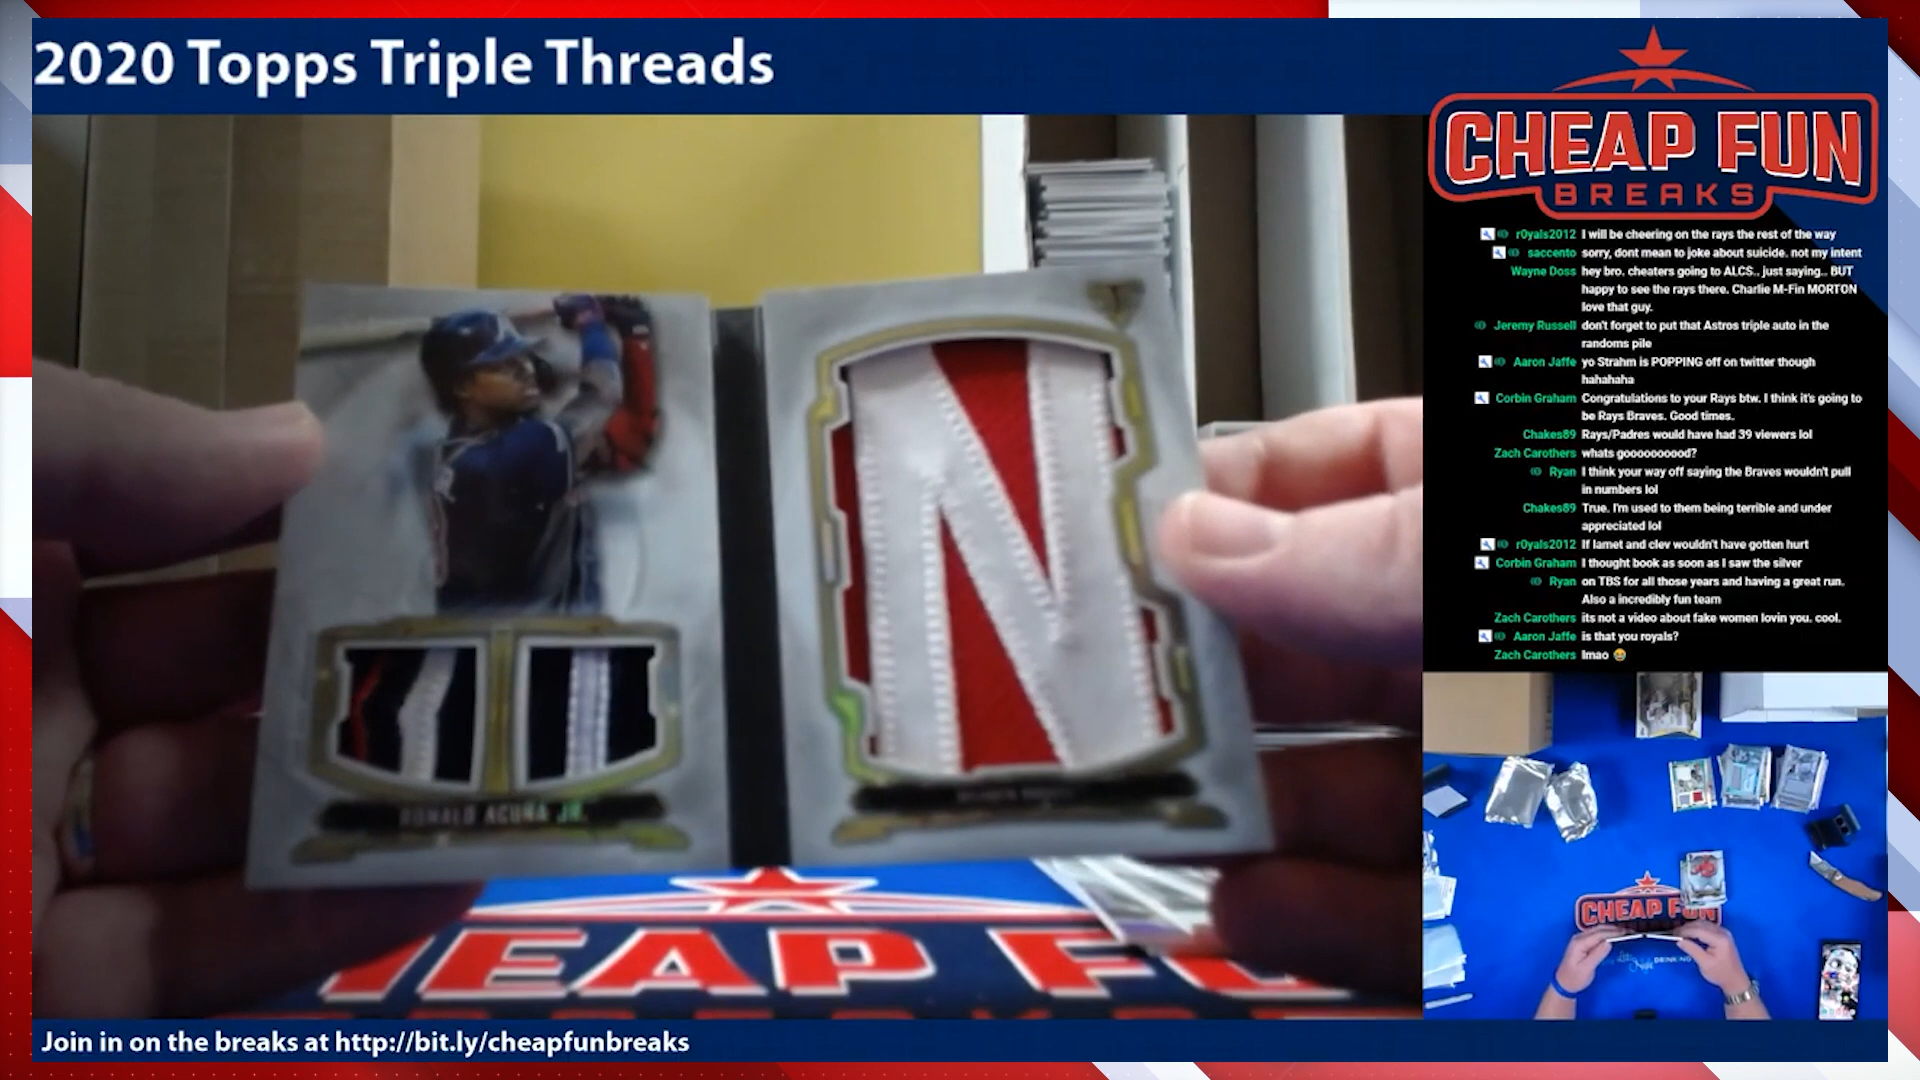 2020 Topps Triple Threads
CHEAP FUN
BREAKS
r0yals2012 I will be cheering on the rays the rest of the way
saccento sorry, dont mean to joke about suicide. not my intent
Wayne Doss hey bro. cheaters going to ALCS.. just saying.. BUT
happy to see the rays there. Charlie M-Fin MORTON
love that guy.
Jeremy Russell don't forget to put that Astros triple auto in the
randoms pile
Aaron Jaffe yo Strahm is POPPING off on twitter though
hahahaha
Corbin Graham Congratulations to your Rays btw. I think it's going to
be Rays Braves. Good times.
Chakes89 Rays/Padres would have had 39 viewers lol
Zach Carothers whats goooooooood?
Ryan I think your way off saying the Braves wouldn't pull
in numbers lol
Chakes89 True. I'm used to them being terrible and under
appreciated lol
r0yals2012 If lamet and clev wouldn't have gotten hurt
Corbin Graham I thought book as soon as I saw the silver
Ryan on TBS for all those years and having a great run.
Also a incredibly fun team
Zach Carothers its not a video about fake women lovin you. cool.
Aaron Jaffe is that you royals?
Zach Carothers lmao 😂
N
RONALD ACUÑA JR.
HEAP FU
CHEAP FUN
DRINKING
Join in on the breaks at http://bit.ly/cheapfunbreaks